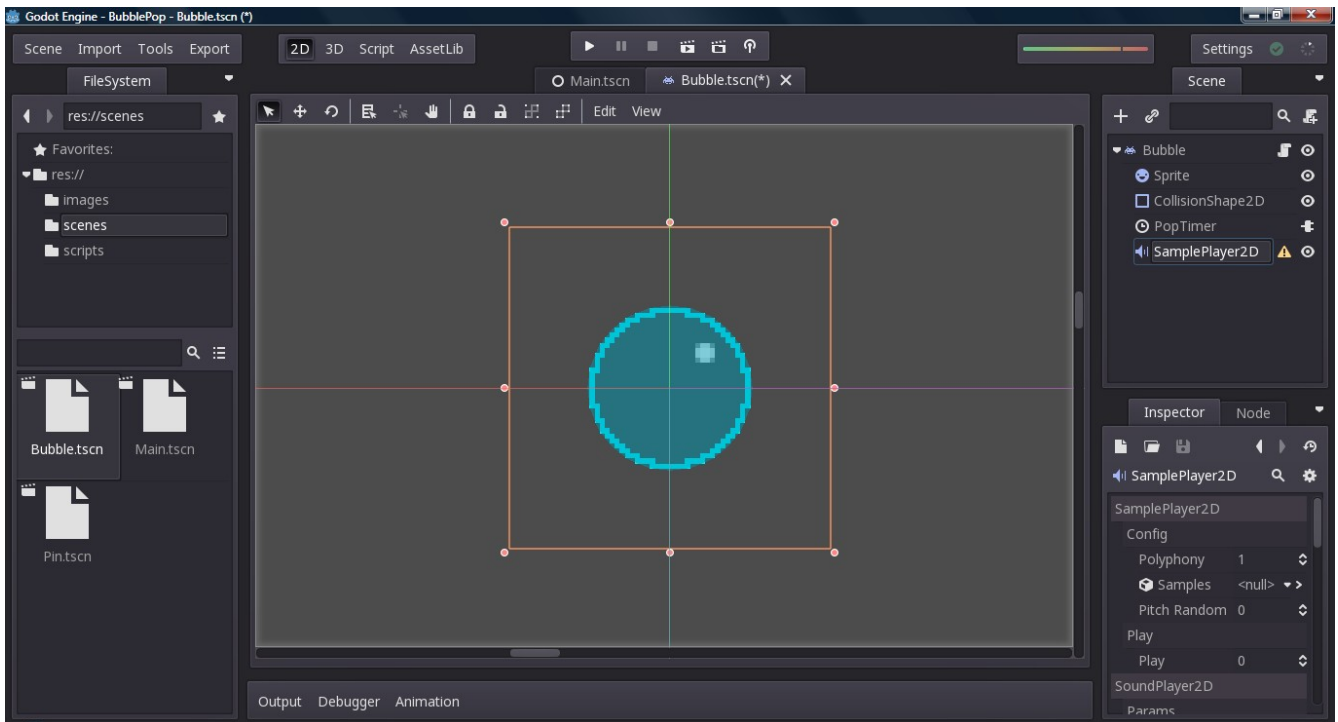 Godot Engine - BubblePop - Bubble.tscn (*)
Scene Import Tools Export
2D 3D Script AssetLib
Settings
FileSystem
Main.tscn
Bubble.tscn(*)
Scene
res://scenes
Edit View
Favorites:
res://
images
scenes
scripts
Bubble
Sprite
CollisionShape2D
PopTimer
SamplePlayer2D
Bubble.tscn
Main.tscn
Pin.tscn
Inspector Node
SamplePlayer2D
SamplePlayer2D
Config
Polyphony 1
Samples <null>
Pitch Random 0
Play
Play 0
SoundPlayer2D
Params
Output Debugger Animation